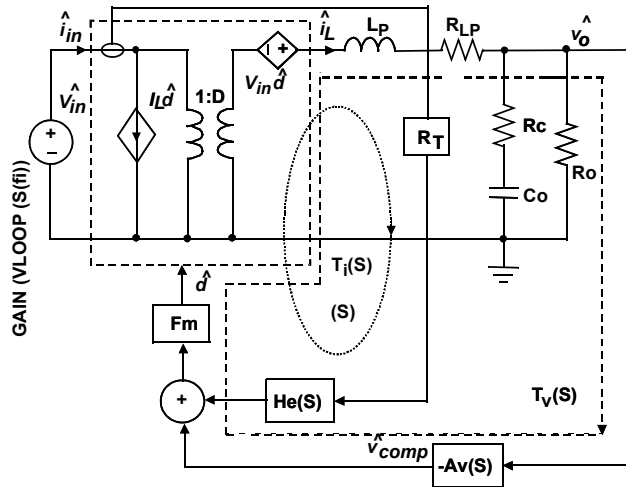 î_in
î_L
L_P
R_LP
v̂_o
V̂_in
I_L d̂
1:D
V_in d̂
+
−
− +
R_T
Rc
Ro
Co
GAIN (VLOOP (S(fi))
T_i(S)
(S)
d̂
Fm
+
He(S)
T_V(S)
v̂_comp
-Av(S)